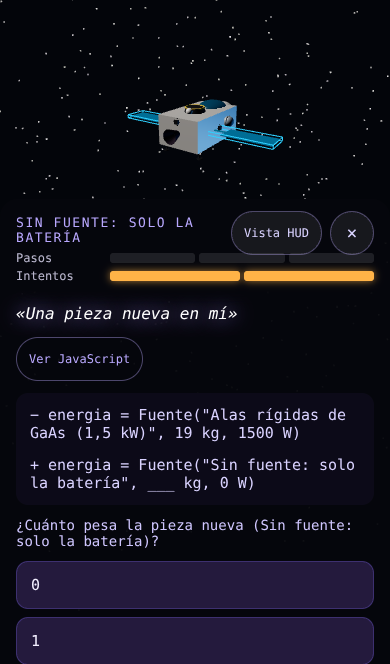 SIN FUENTE: SOLO LA
BATERÍA
Vista HUD
×
Pasos
Intentos
«Una pieza nueva en mí»
Ver JavaScript
− energia = Fuente("Alas rígidas de
GaAs (1,5 kW)", 19 kg, 1500 W)
+ energia = Fuente("Sin fuente: solo
la batería", ___ kg, 0 W)
¿Cuánto pesa la pieza nueva (Sin fuente:
solo la batería)?
0
1